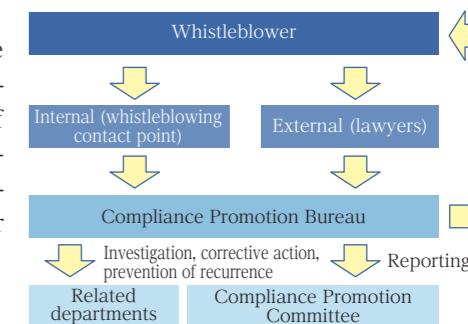 Whistleblower
Internal (whistleblowing
contact point)
External (lawyers)
Compliance Promotion Bureau
Investigation, corrective action,
prevention of recurrence
Reporting
Related
departments
Compliance Promotion
Committee